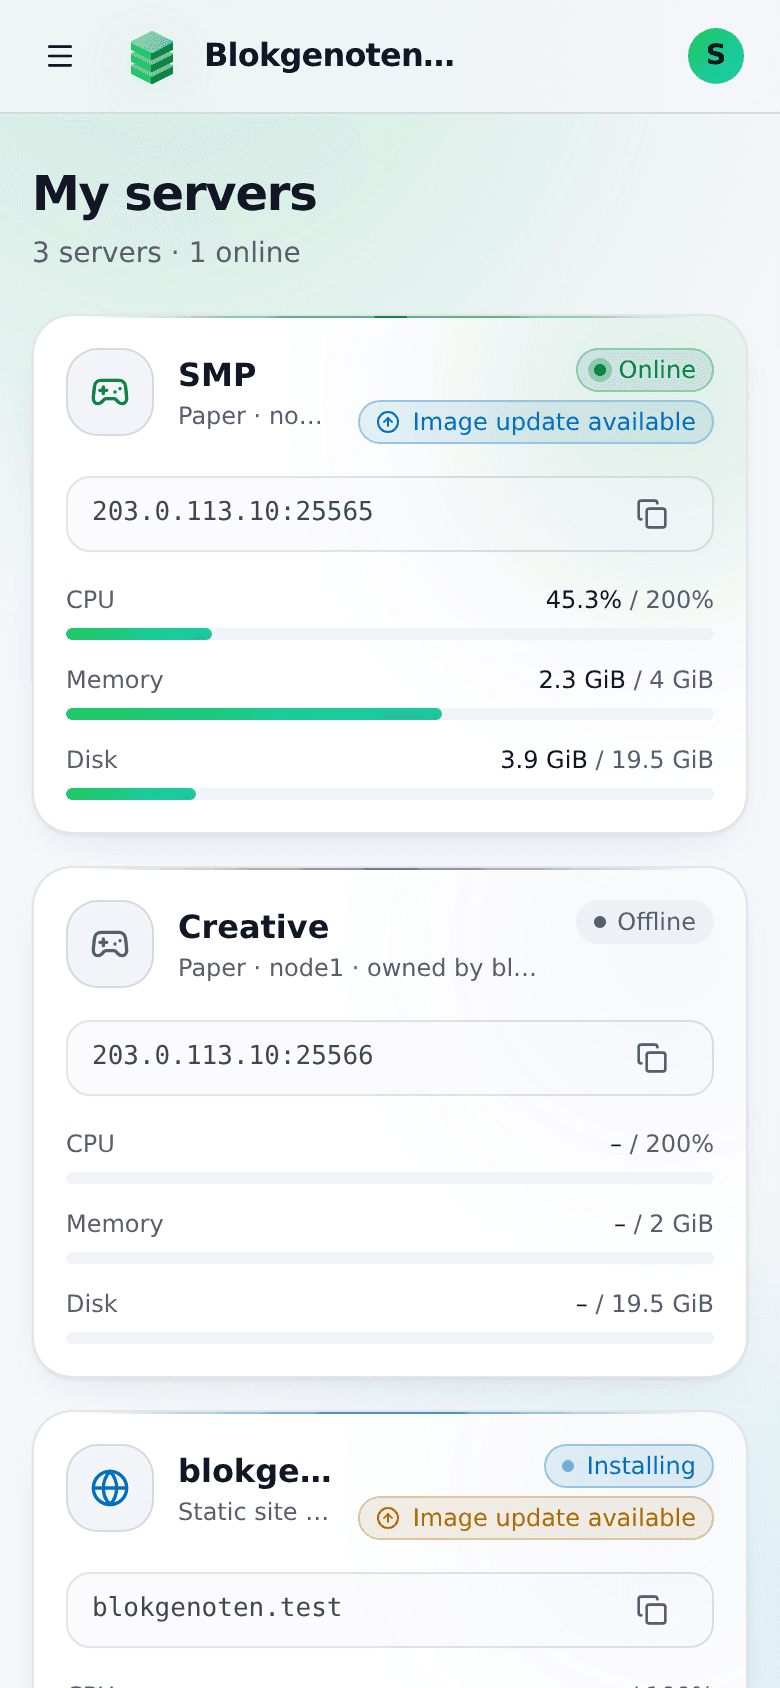 Blokgenoten…
S
My servers
3 servers · 1 online
SMP
Online
Paper · no…
Image update available
203.0.113.10:25565
CPU
45.3% / 200%
Memory
2.3 GiB / 4 GiB
Disk
3.9 GiB / 19.5 GiB
Creative
Offline
Paper · node1 · owned by bl…
203.0.113.10:25566
CPU
– / 200%
Memory
– / 2 GiB
Disk
– / 19.5 GiB
blokge…
Installing
Static site …
Image update available
blokgenoten.test